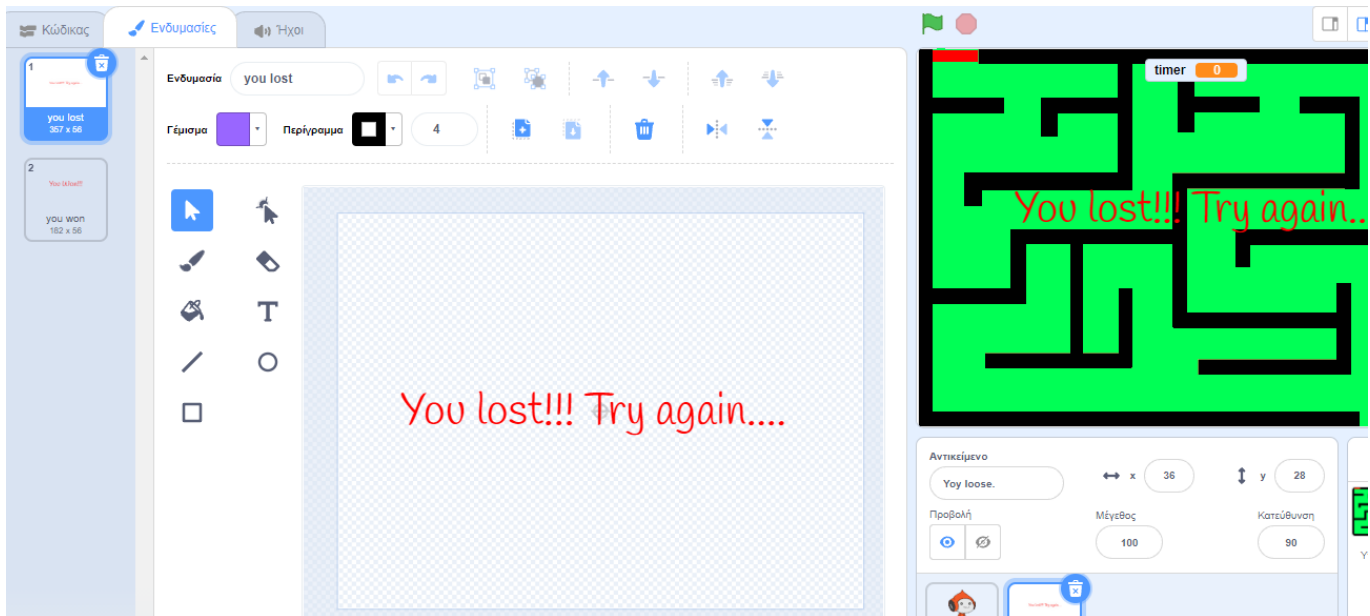 Κώδικας
Ενδυμασίες
Ήχοι
1
you lost
357 x 56
2
you won
182 x 56
Ενδυμασία
you lost
Γέμισμα
Περίγραμμα
4
T
You lost!!! Try again....
timer 0
You lost!!! Try again..
Αντικείμενο
Yoy loose.
x 36
y 28
Προβολή
Μέγεθος
100
Κατεύθυνση
90